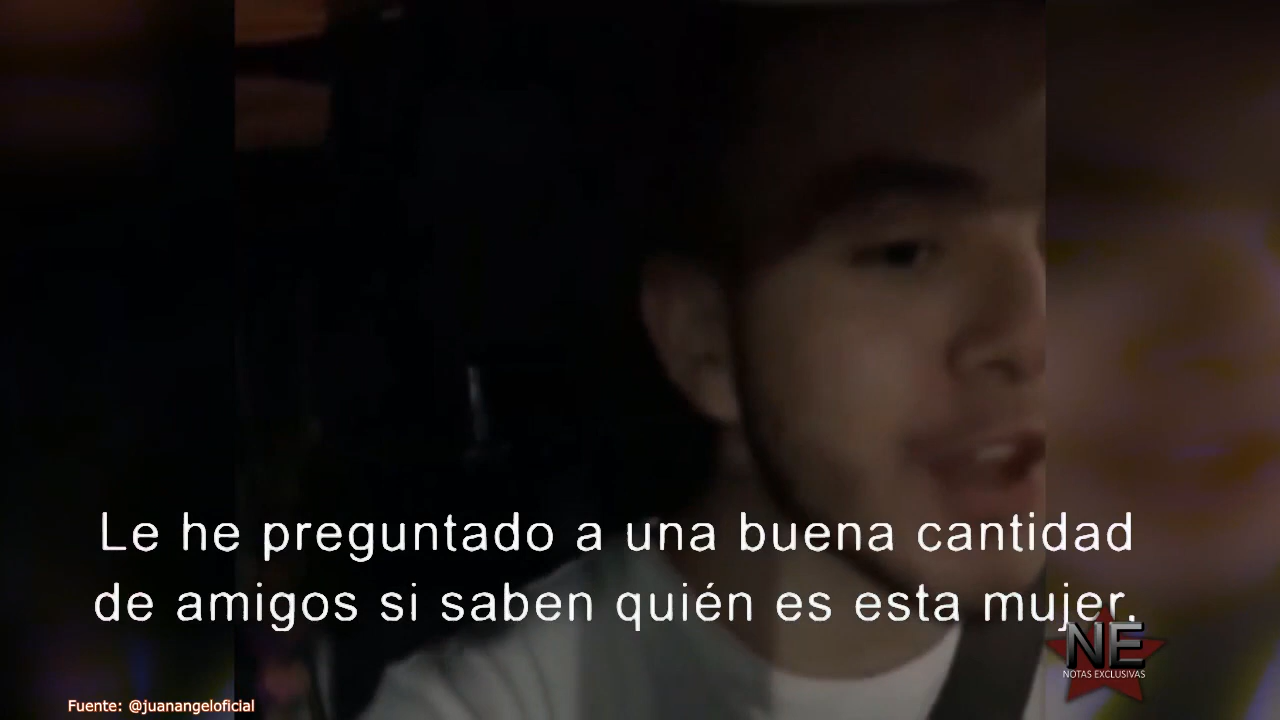 Le he preguntado a una buena cantidad
de amigos si saben quién es esta mujer.
NE
NOTAS EXCLUSIVAS
Fuente: @juanangeloficial